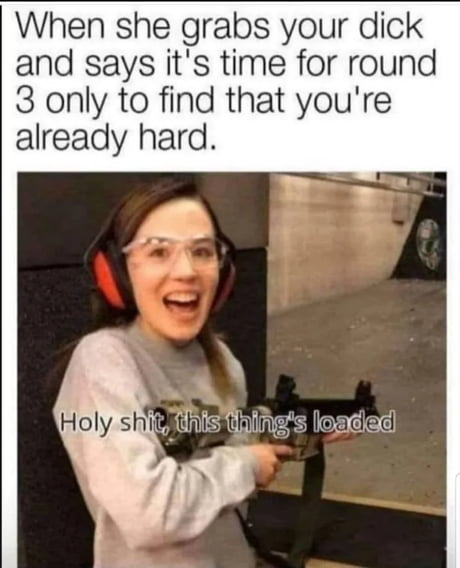 When she grabs your dick
and says it's time for round
3 only to find that you're
already hard.
Holy shit, this thing's loaded